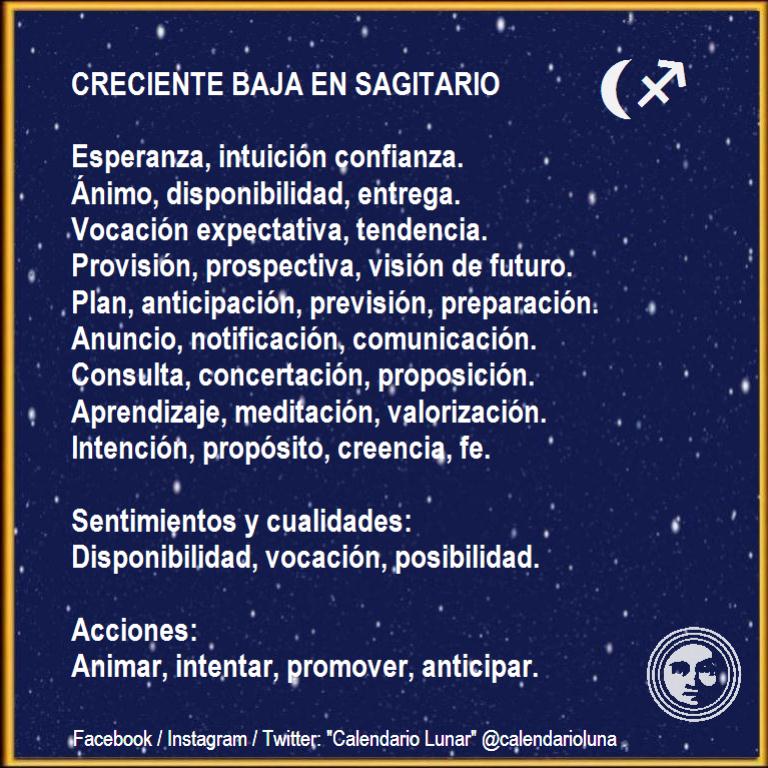 CRECIENTE BAJA EN SAGITARIO
Esperanza, intuición confianza.
Ánimo, disponibilidad, entrega.
Vocación expectativa, tendencia.
Provisión, prospectiva, visión de futuro.
Plan, anticipación, previsión, preparación.
Anuncio, notificación, comunicación.
Consulta, concertación, proposición.
Aprendizaje, meditación, valorización.
Intención, propósito, creencia, fe.
Sentimientos y cualidades:
Disponibilidad, vocación, posibilidad.
Acciones:
Animar, intentar, promover, anticipar.
Facebook / Instagram / Twitter: "Calendario Lunar" @calendarioluna